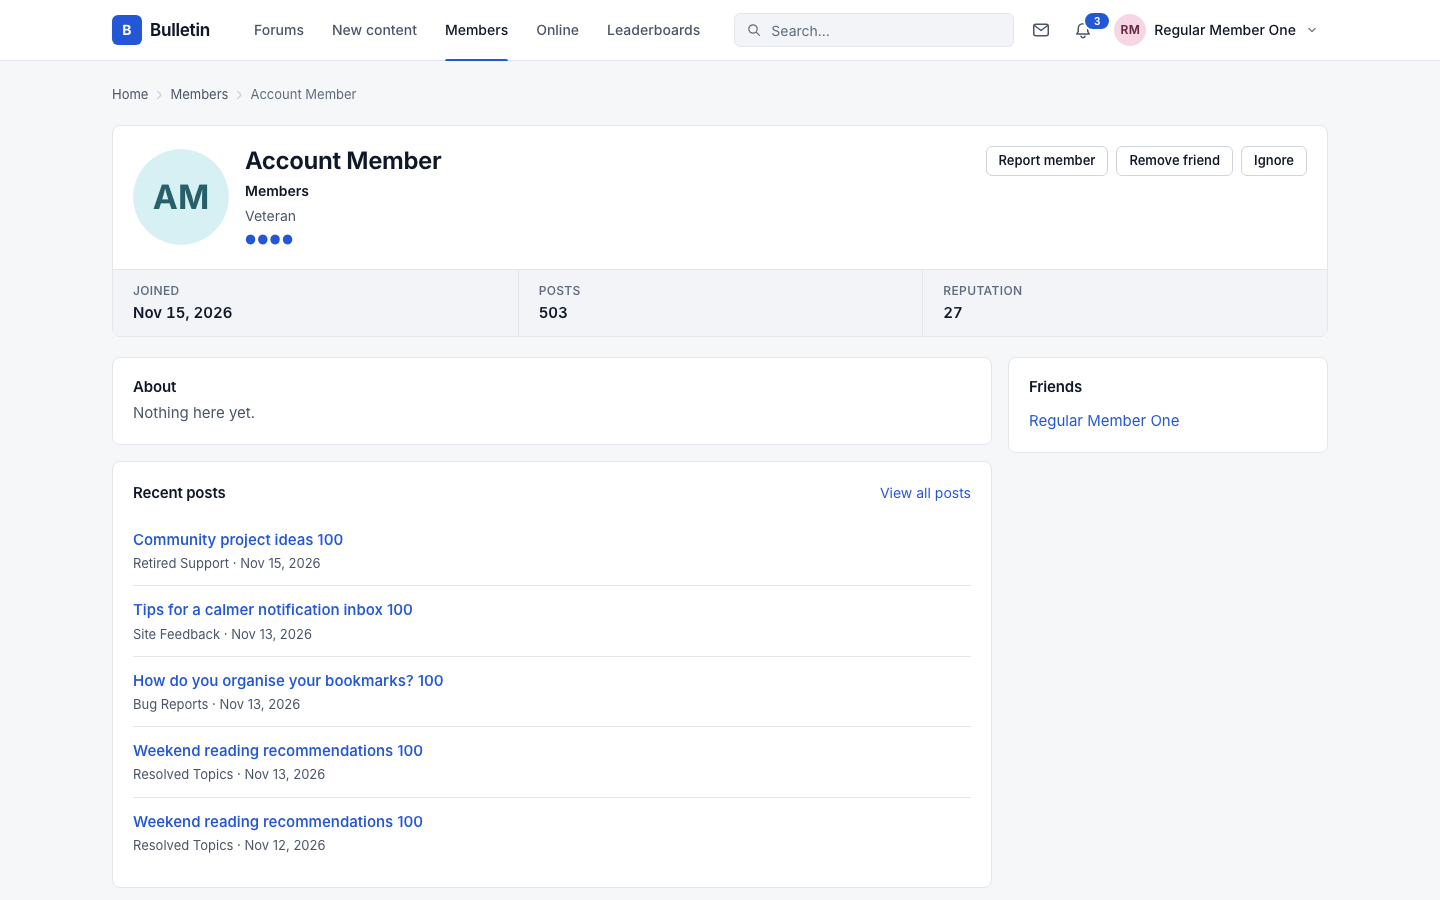 B Bulletin Forums New content Members Online Leaderboards Search... 3 RM Regular Member One
Home Members Account Member
AM
Account Member
Members
Veteran
Report member Remove friend Ignore
JOINED
Nov 15, 2026
POSTS
503
REPUTATION
27
About
Nothing here yet.
Friends
Regular Member One
Recent posts
View all posts
Community project ideas 100
Retired Support · Nov 15, 2026
Tips for a calmer notification inbox 100
Site Feedback · Nov 13, 2026
How do you organise your bookmarks? 100
Bug Reports · Nov 13, 2026
Weekend reading recommendations 100
Resolved Topics · Nov 13, 2026
Weekend reading recommendations 100
Resolved Topics · Nov 12, 2026